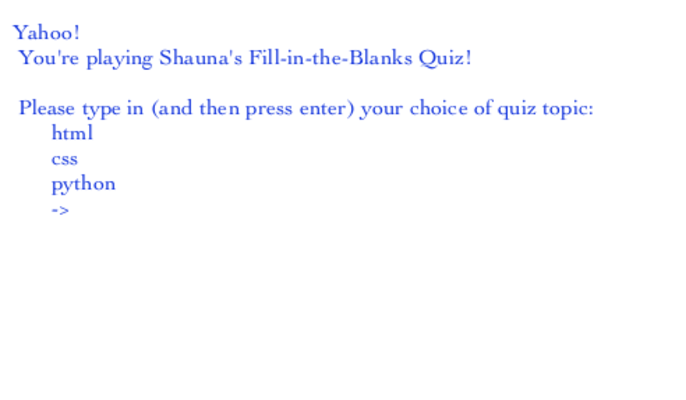 Yahoo!
You're playing Shauna's Fill-in-the-Blanks Quiz!
Please type in (and then press enter) your choice of quiz topic:
html
css
python
->